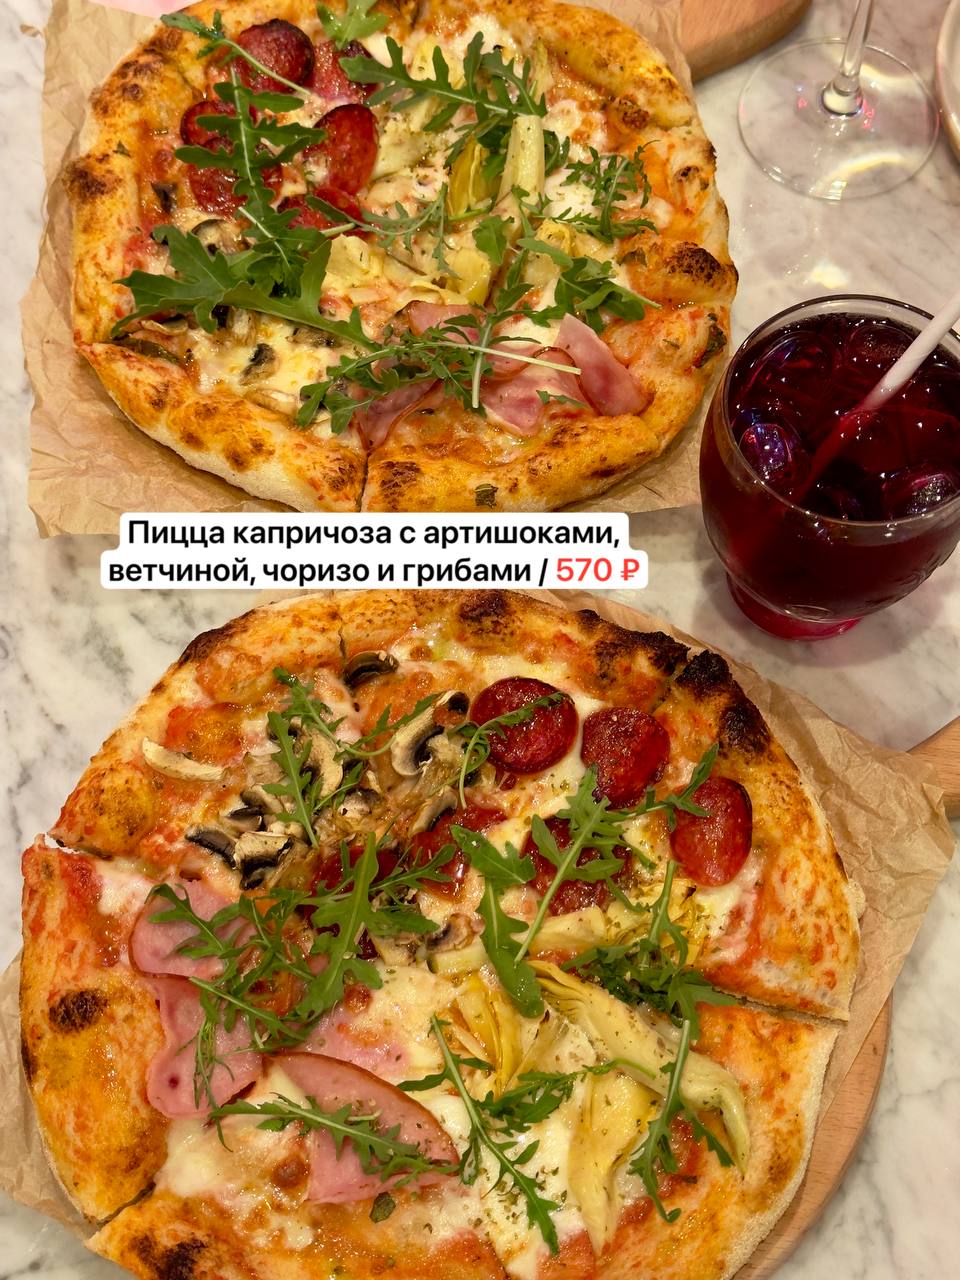 Пицца капричоза с артишоками,
ветчиной, чоризо и грибами / 570 ₽